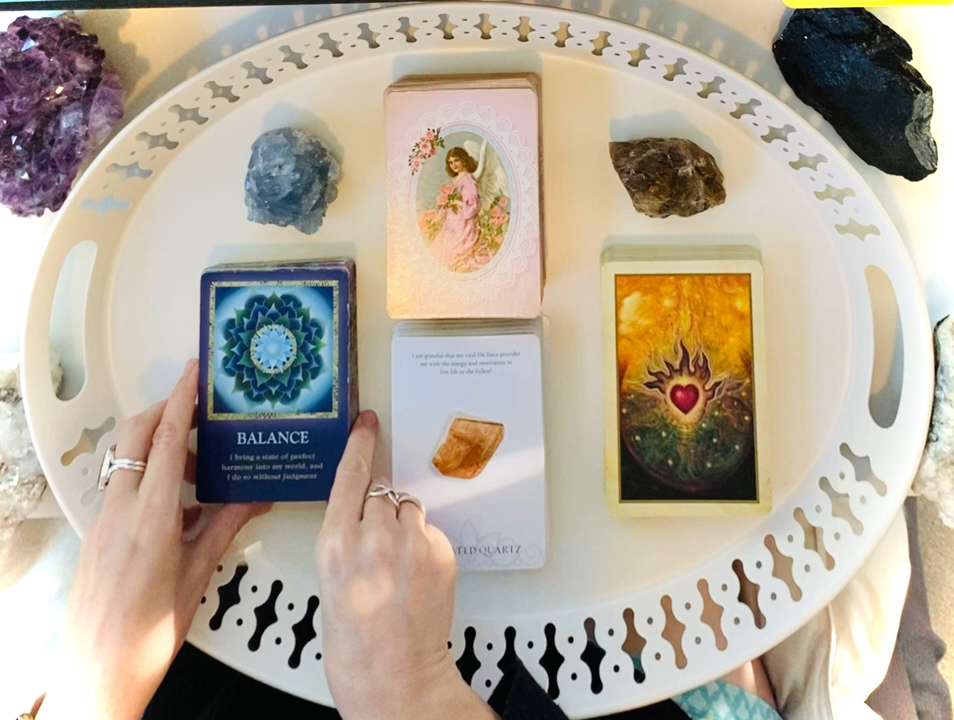 BALANCE
I bring a state of perfect
harmony into my world, and
I do so without judgment
I am grateful that my vital life force provides
me with the energy and motivation to
live life to the fullest!
QUARTZ